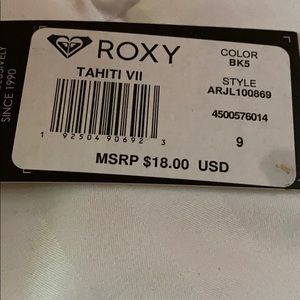 ROXY
TAHITI VII
COLOR
BK5
STYLE
ARJL100869
4500576014
9
1 92504 90692 3
MSRP $18.00 USD
SINCE 1990